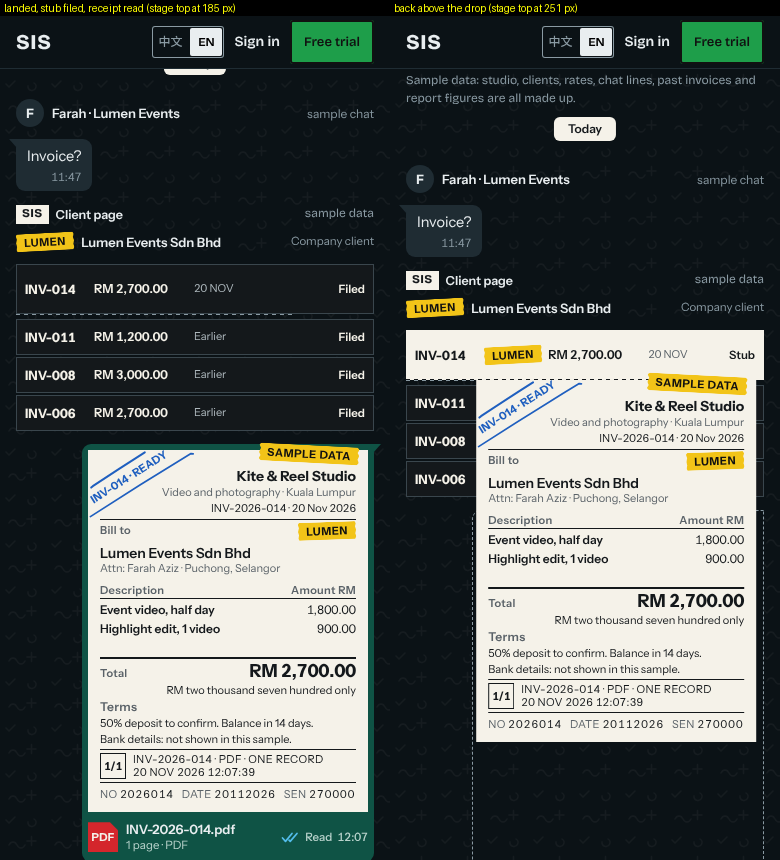 landed, stub filed, receipt read (stage top at 185 px)
SIS
中文 EN
Sign in
Free trial
F Farah · Lumen Events
sample chat
Invoice?
11:47
SIS Client page
sample data
LUMEN Lumen Events Sdn Bhd
Company client
INV-014 RM 2,700.00 20 NOV Filed
INV-011 RM 1,200.00 Earlier Filed
INV-008 RM 3,000.00 Earlier Filed
INV-006 RM 2,700.00 Earlier Filed
INV-014 · READY
SAMPLE DATA
Kite & Reel Studio
Video and photography · Kuala Lumpur
INV-2026-014 · 20 Nov 2026
Bill to
LUMEN
Lumen Events Sdn Bhd
Attn: Farah Aziz · Puchong, Selangor
Description Amount RM
Event video, half day 1,800.00
Highlight edit, 1 video 900.00
Total RM 2,700.00
RM two thousand seven hundred only
Terms
50% deposit to confirm. Balance in 14 days.
Bank details: not shown in this sample.
1/1
INV-2026-014 · PDF · ONE RECORD
20 NOV 2026 12:07:39
NO 2026014 DATE 20112026 SEN 270000
PDF
INV-2026-014.pdf
1 page · PDF
Read 12:07
back above the drop (stage top at 251 px)
SIS
中文 EN
Sign in
Free trial
Sample data: studio, clients, rates, chat lines, past invoices and
report figures are all made up.
Today
F Farah · Lumen Events
sample chat
Invoice?
11:47
SIS Client page
sample data
LUMEN Lumen Events Sdn Bhd
Company client
INV-014 LUMEN RM 2,700.00 20 NOV Stub
INV-011
INV-008
INV-006
INV-014 · READY
SAMPLE DATA
Kite & Reel Studio
Video and photography · Kuala Lumpur
INV-2026-014 · 20 Nov 2026
Bill to
LUMEN
Lumen Events Sdn Bhd
Attn: Farah Aziz · Puchong, Selangor
Description Amount RM
Event video, half day 1,800.00
Highlight edit, 1 video 900.00
Total RM 2,700.00
RM two thousand seven hundred only
Terms
50% deposit to confirm. Balance in 14 days.
Bank details: not shown in this sample.
1/1
INV-2026-014 · PDF · ONE RECORD
20 NOV 2026 12:07:39
NO 2026014 DATE 20112026 SEN 270000